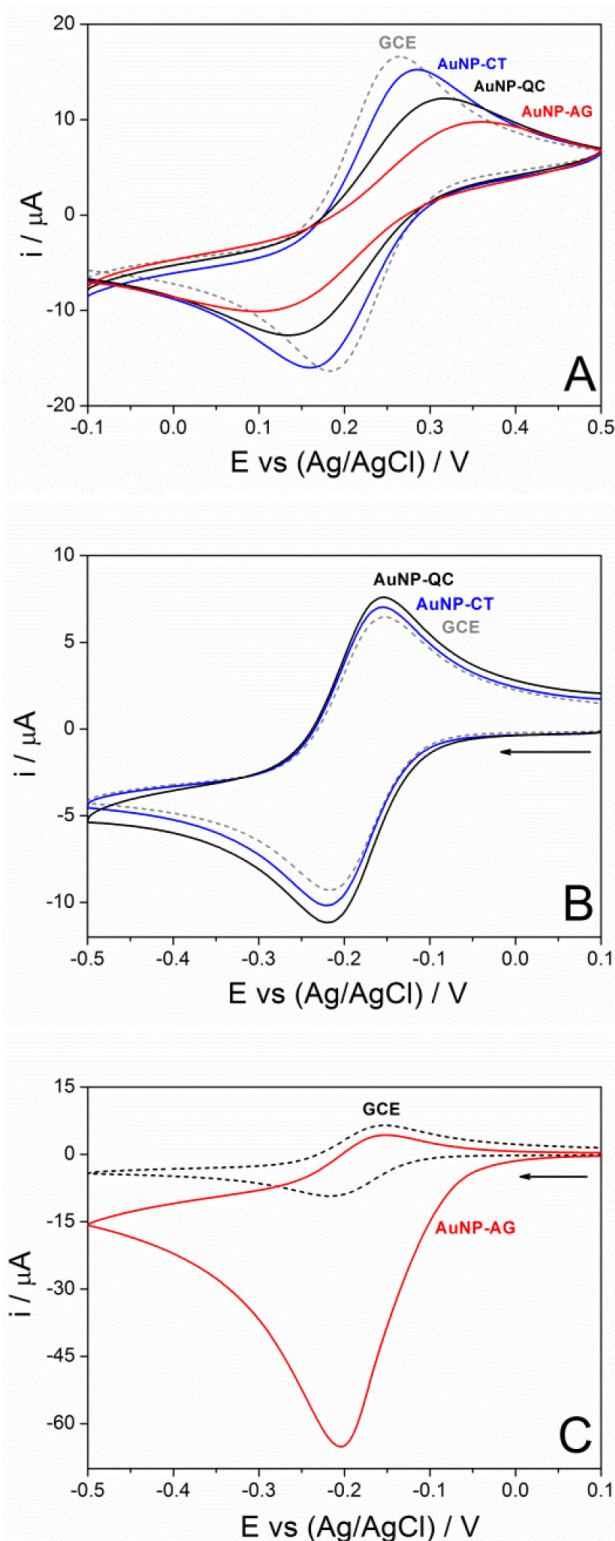 20
GCE
AuNP-CT
AuNP-QC
AuNP-AG
10
0
-10
-20
i / μA
A
-0.1 0.0 0.1 0.2 0.3 0.4 0.5
E vs (Ag/AgCl) / V
10
AuNP-QC
AuNP-CT
GCE
5
0
-5
-10
i / μA
B
-0.5 -0.4 -0.3 -0.2 -0.1 0.0 0.1
E vs (Ag/AgCl) / V
15
GCE
0
AuNP-AG
-15
-30
-45
-60
i / μA
C
-0.5 -0.4 -0.3 -0.2 -0.1 0.0 0.1
E vs (Ag/AgCl) / V